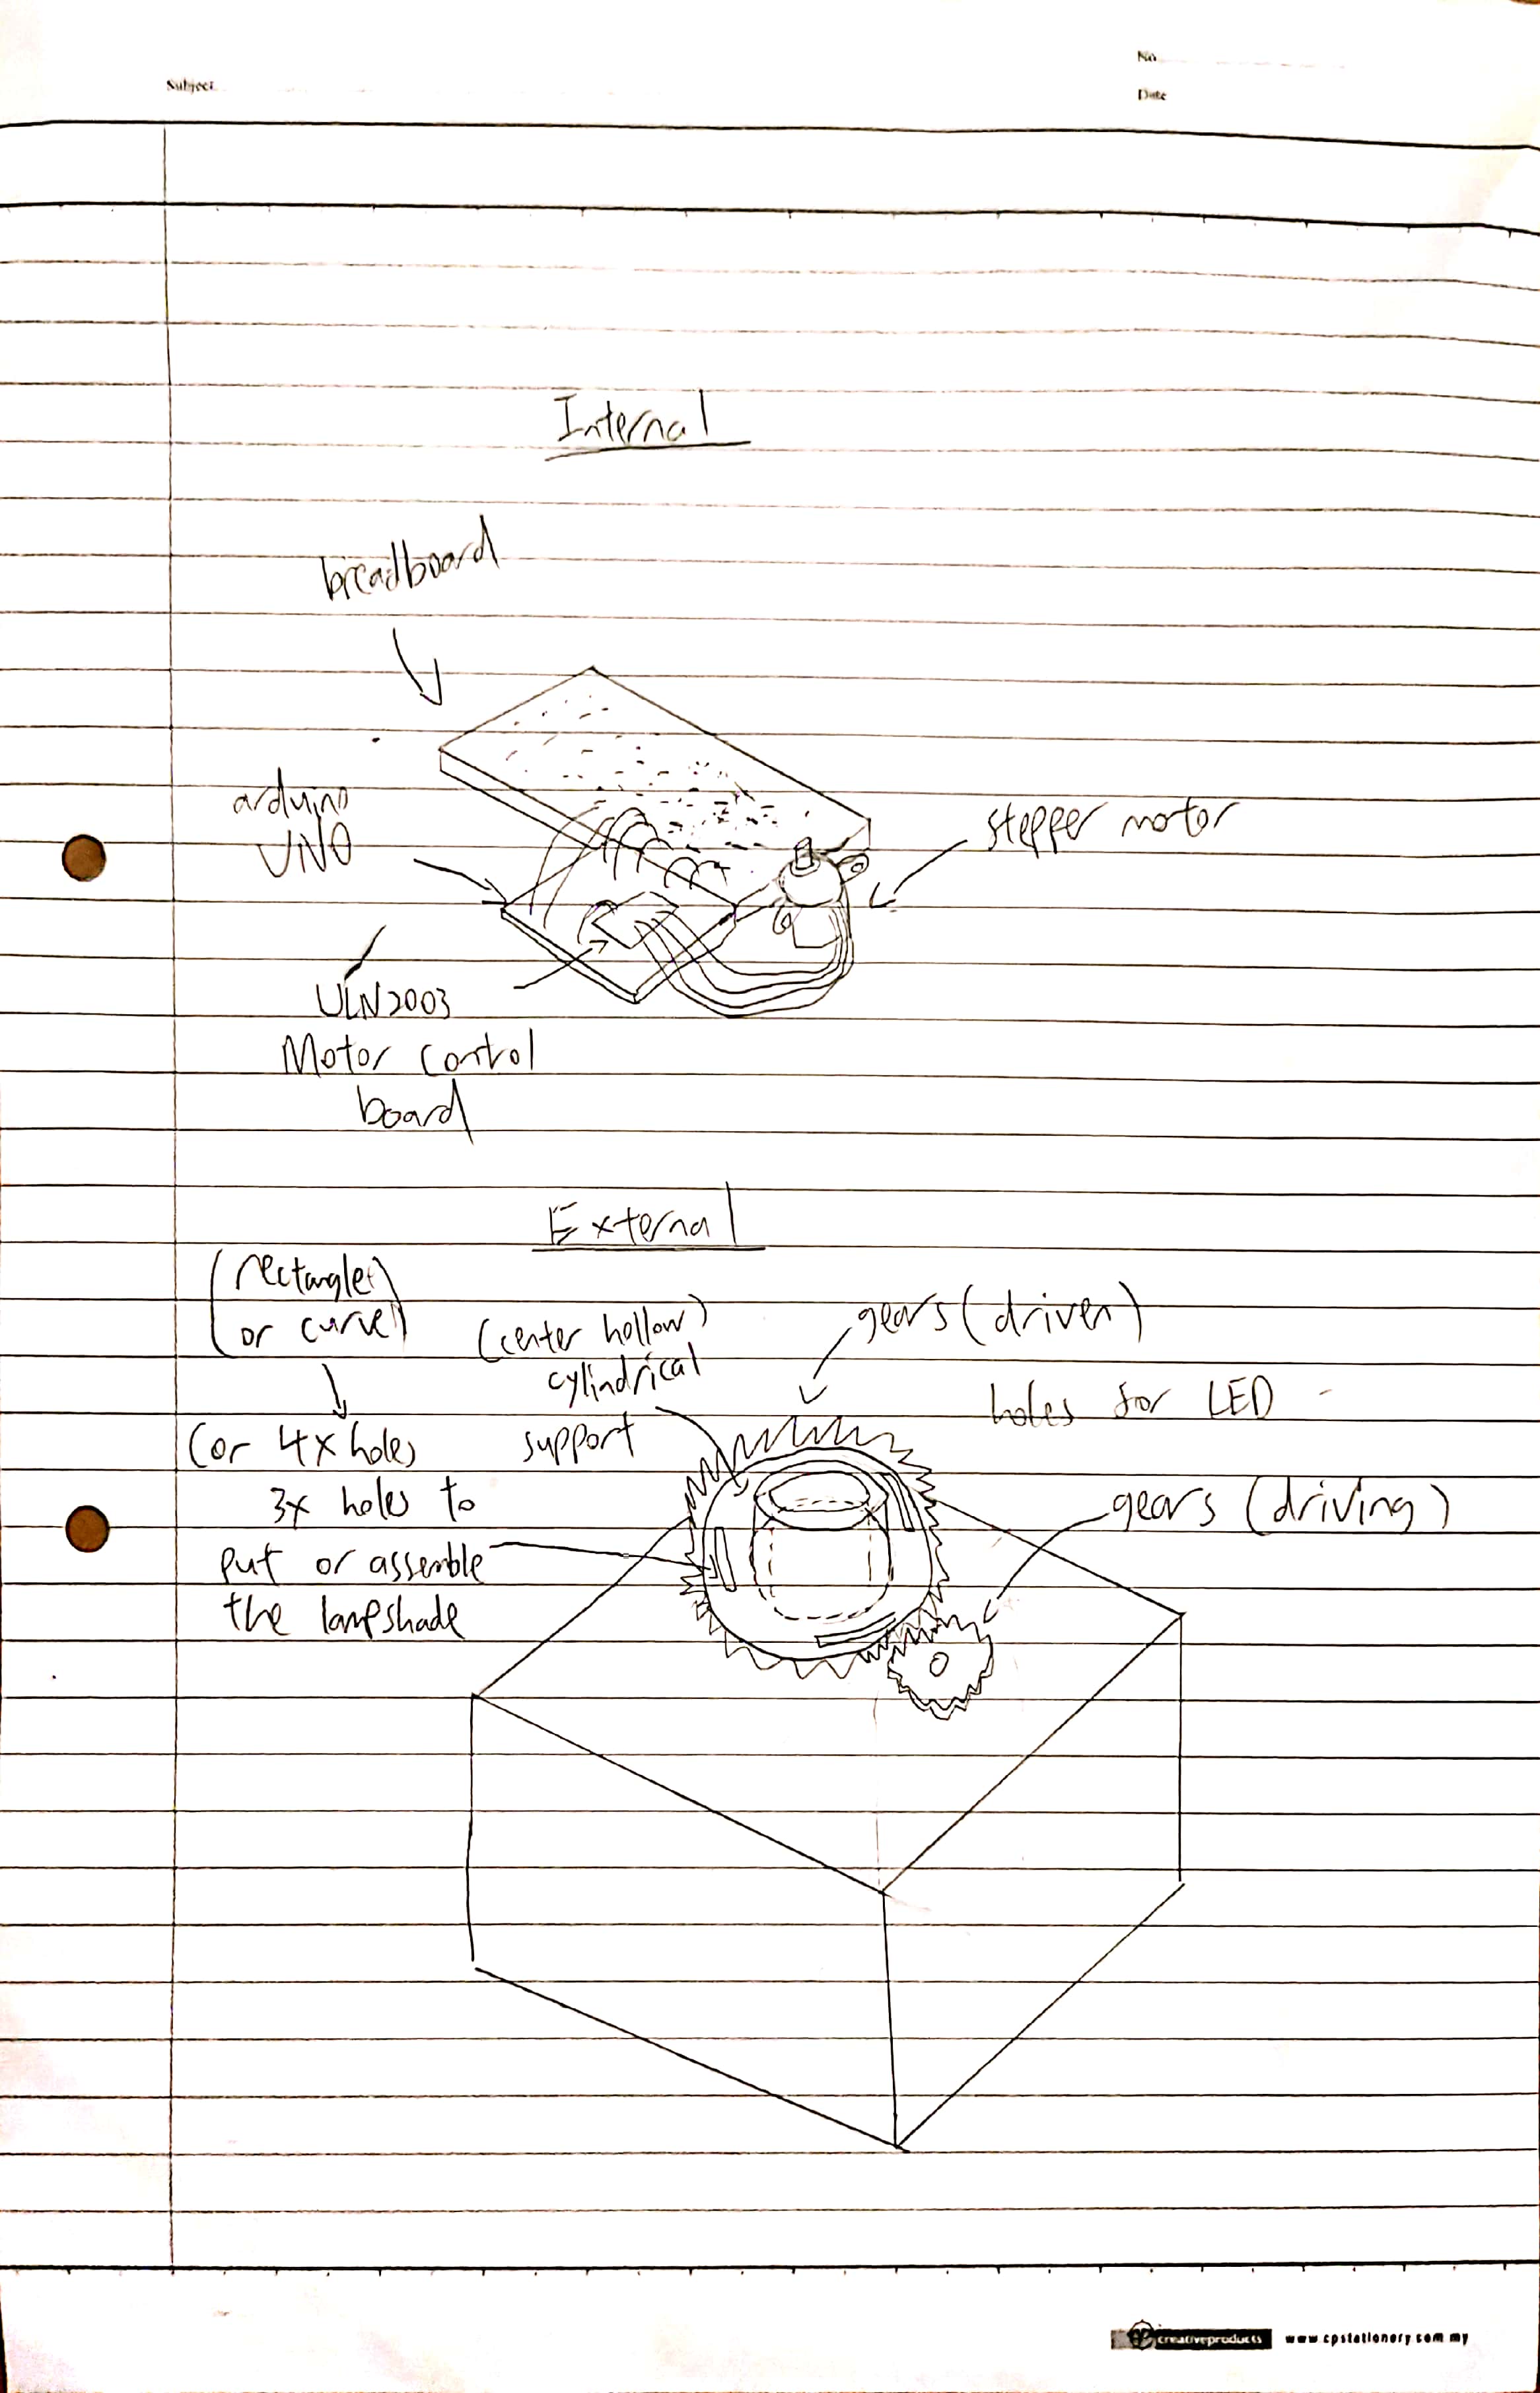 No
Subject
Date
Internal
breadboard
arduino
UNO
stepper motor
ULN2003
Motor control
board
External
(rectangle)
or curve)
(center hollow)
cylindrical
support
gears (driven)
holes for LED
(or 4x holes
3x holes to
put or assemble
the lampshade
gears (driving)
creativeproducts www.cpstationery.com.my